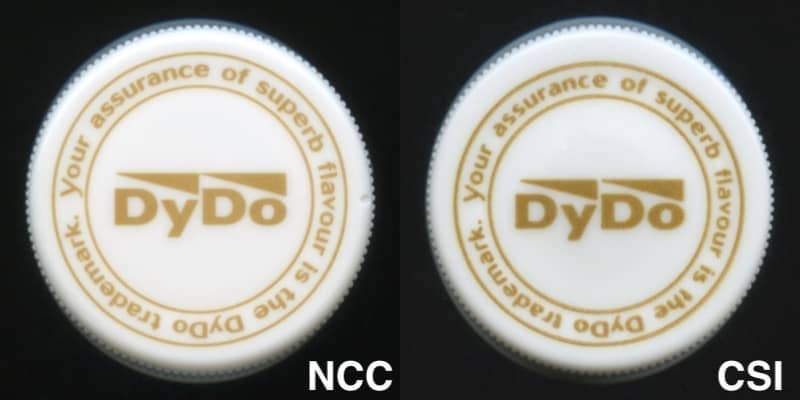 Your assurance of superb flavour is the DyDo trademark.
DyDo
NCC
Your assurance of superb flavour is the DyDo trademark.
DyDo
CSI